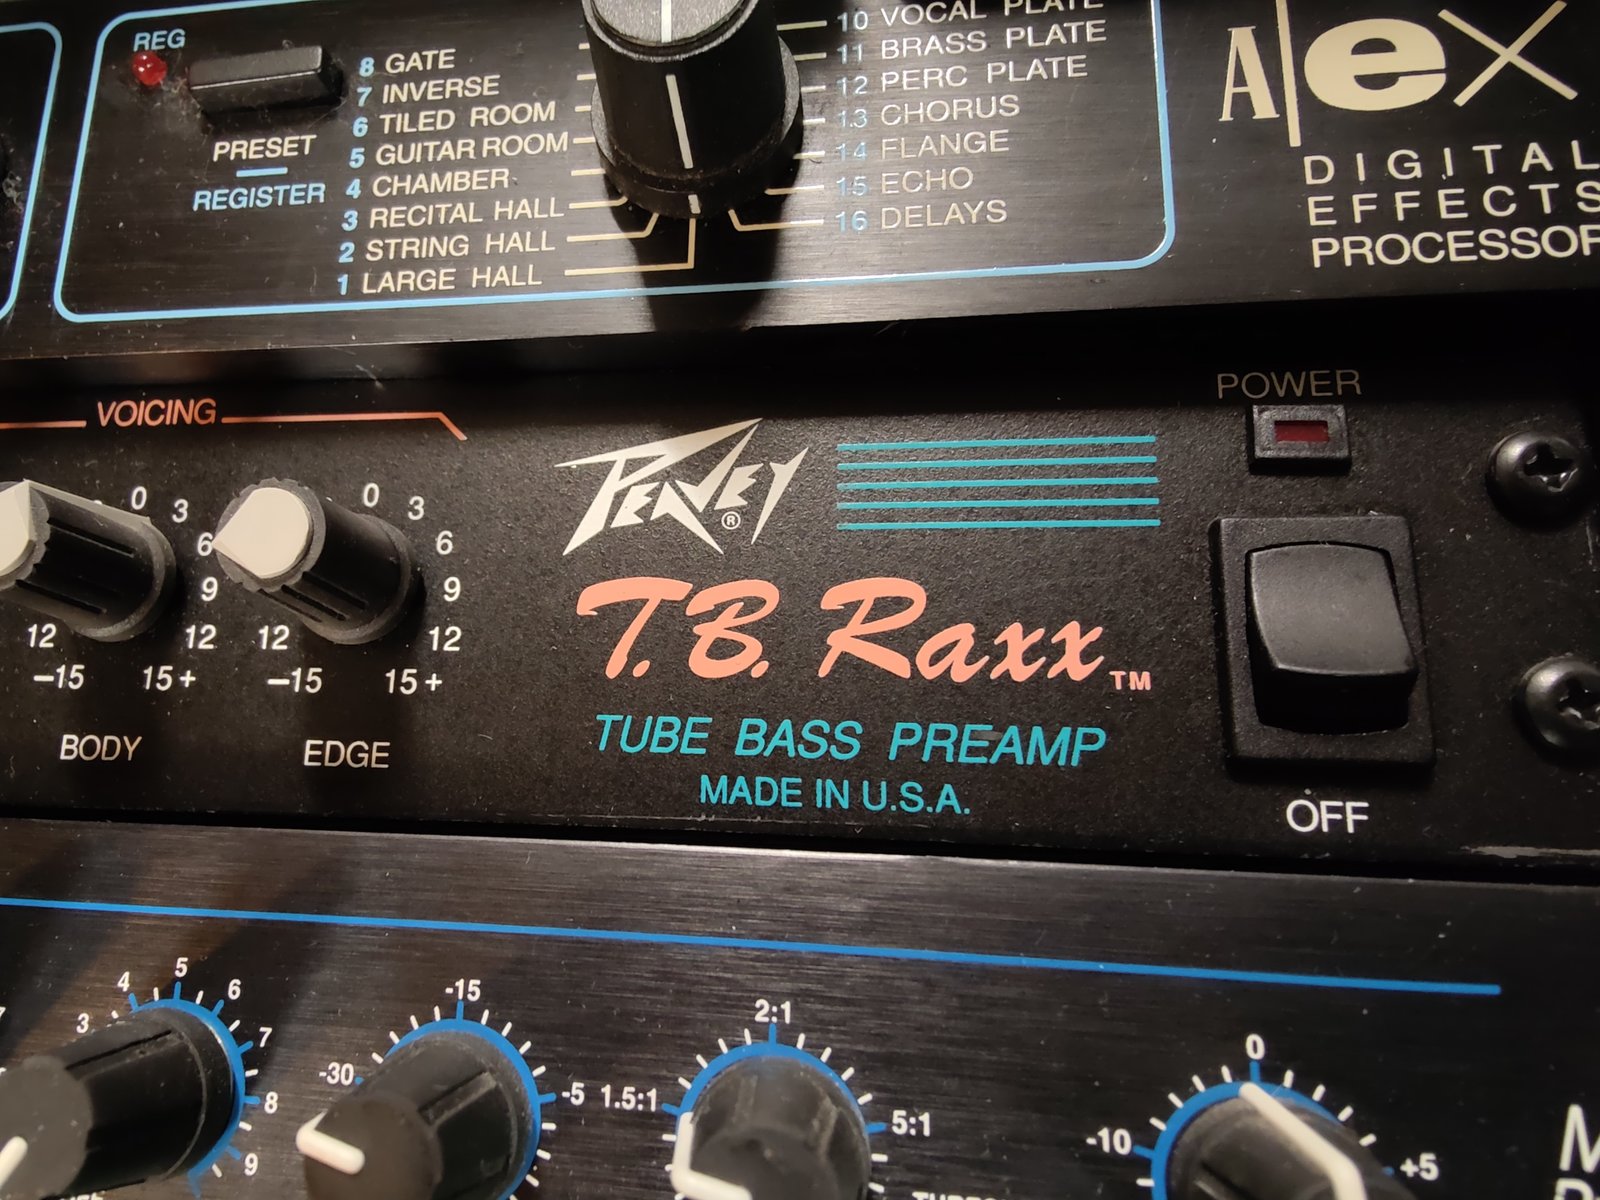 REG
PRESET
REGISTER
8 GATE
7 INVERSE
6 TILED ROOM
5 GUITAR ROOM
4 CHAMBER
3 RECITAL HALL
2 STRING HALL
1 LARGE HALL
10 VOCAL PLATE
11 BRASS PLATE
12 PERC PLATE
13 CHORUS
14 FLANGE
15 ECHO
16 DELAYS
Alex
DIGITAL
EFFECTS
PROCESSOR
VOICING
0 3 6 9 12 15+
12 -15
BODY
0 3 6 9 12 15+
12 -15
EDGE
PEAVEY®
T.B. Raxx™
TUBE BASS PREAMP
MADE IN U.S.A.
POWER
OFF
3 4 5 6 7 8 9
-30 -15 -5
1.5:1 2:1 5:1
-10 0 +5